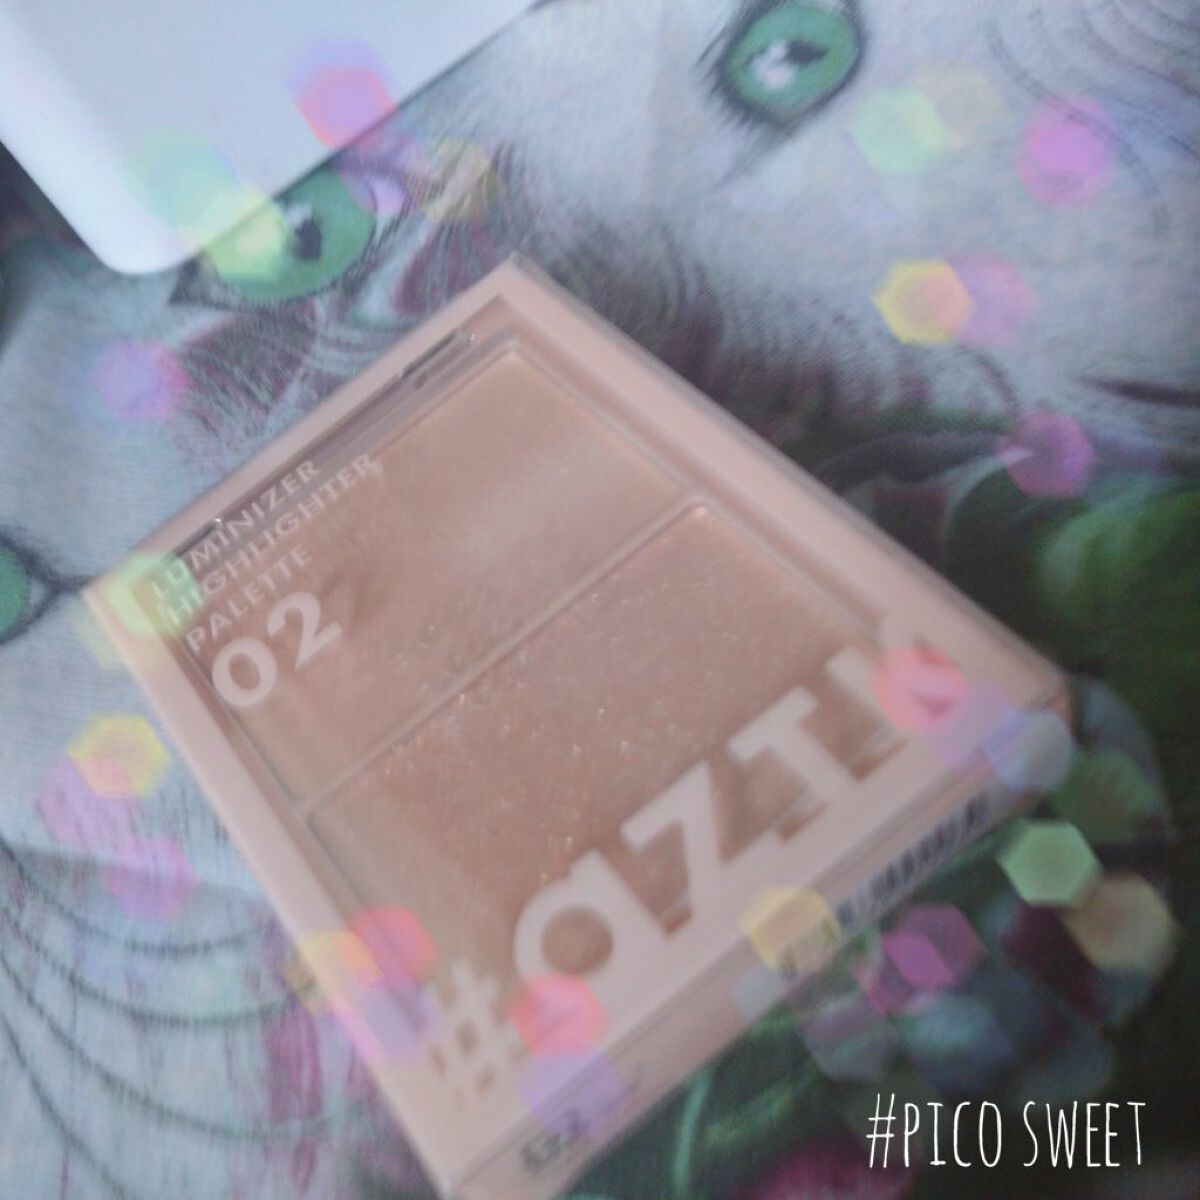 LUMINIZER
HIGHLIGHTER
PALETTE
02
#PICO SWEET